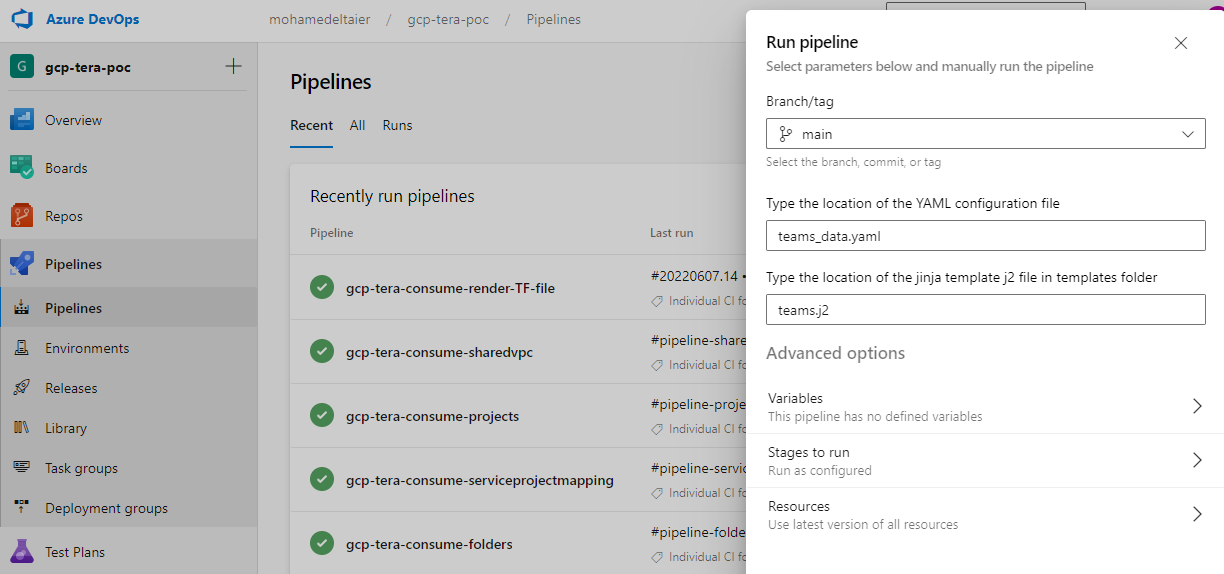 Azure DevOps
mohamedeltaier / gcp-tera-poc / Pipelines
G gcp-tera-poc
Overview
Boards
Repos
Pipelines
Pipelines
Environments
Releases
Library
Task groups
Deployment groups
Test Plans
Pipelines
Recent All Runs
Recently run pipelines
Pipeline Last run
gcp-tera-consume-render-TF-file #20220607.14 •
Individual CI fo
gcp-tera-consume-sharedvpc #pipeline-share
Individual CI fo
gcp-tera-consume-projects #pipeline-proje
Individual CI fo
gcp-tera-consume-serviceprojectmapping #pipeline-servic
Individual CI fo
gcp-tera-consume-folders #pipeline-folde
Individual CI fo
Run pipeline
Select parameters below and manually run the pipeline
Branch/tag
main
Select the branch, commit, or tag
Type the location of the YAML configuration file
teams_data.yaml
Type the location of the jinja template j2 file in templates folder
teams.j2
Advanced options
Variables
This pipeline has no defined variables
Stages to run
Run as configured
Resources
Use latest version of all resources